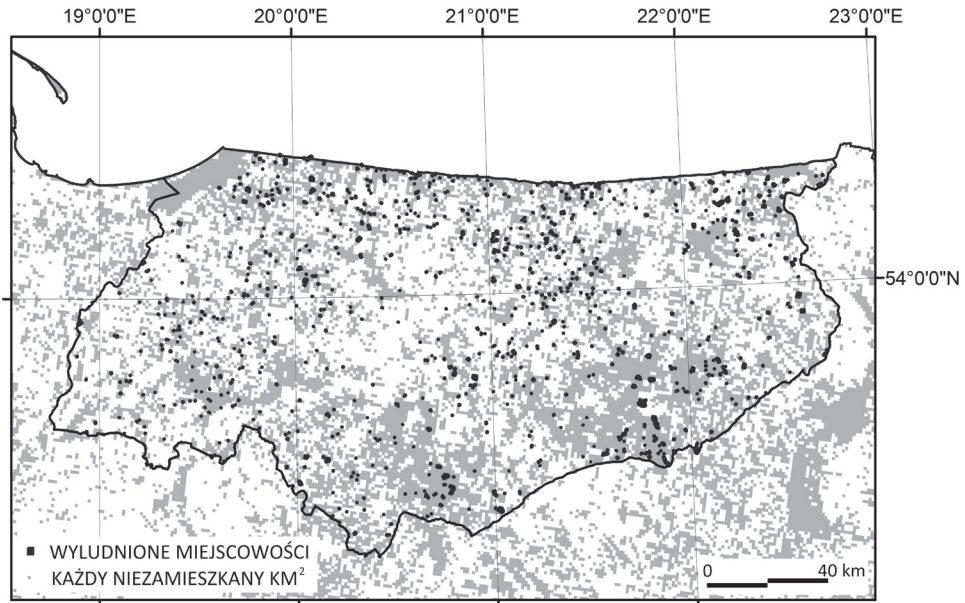 19°0'0"E 20°0'0"E 21°0'0"E 22°0'0"E 23°0'0"E
54°0'0"N
WYLUDNIONE MIEJSCOWOŚCI
KAŻDY NIEZAMIESZKANY KM²
0 40 km